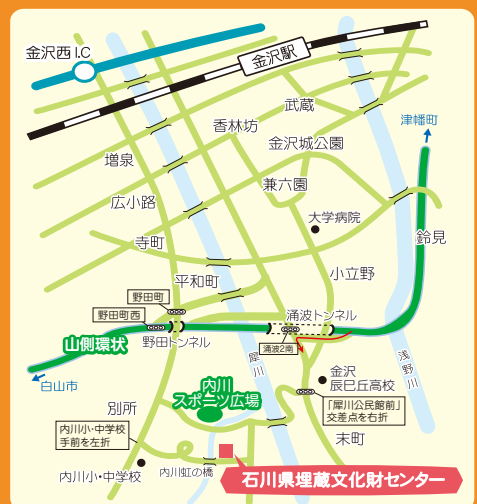 金沢西I.C
金沢駅
武蔵
津幡町
香林坊
金沢城公園
増泉
兼六園
広小路
大学病院
鈴見
寺町
小立野
平和町
野田町
野田町西
涌波トンネル
山側環状
野田トンネル
涌波2南
犀川
浅野川
白山市
内川
スポーツ広場
金沢
辰巳丘高校
別所
「犀川公民館前」
交差点を右折
内川小・中学校
手前を左折
末町
内川小・中学校
内川虹の橋
石川県埋蔵文化財センター